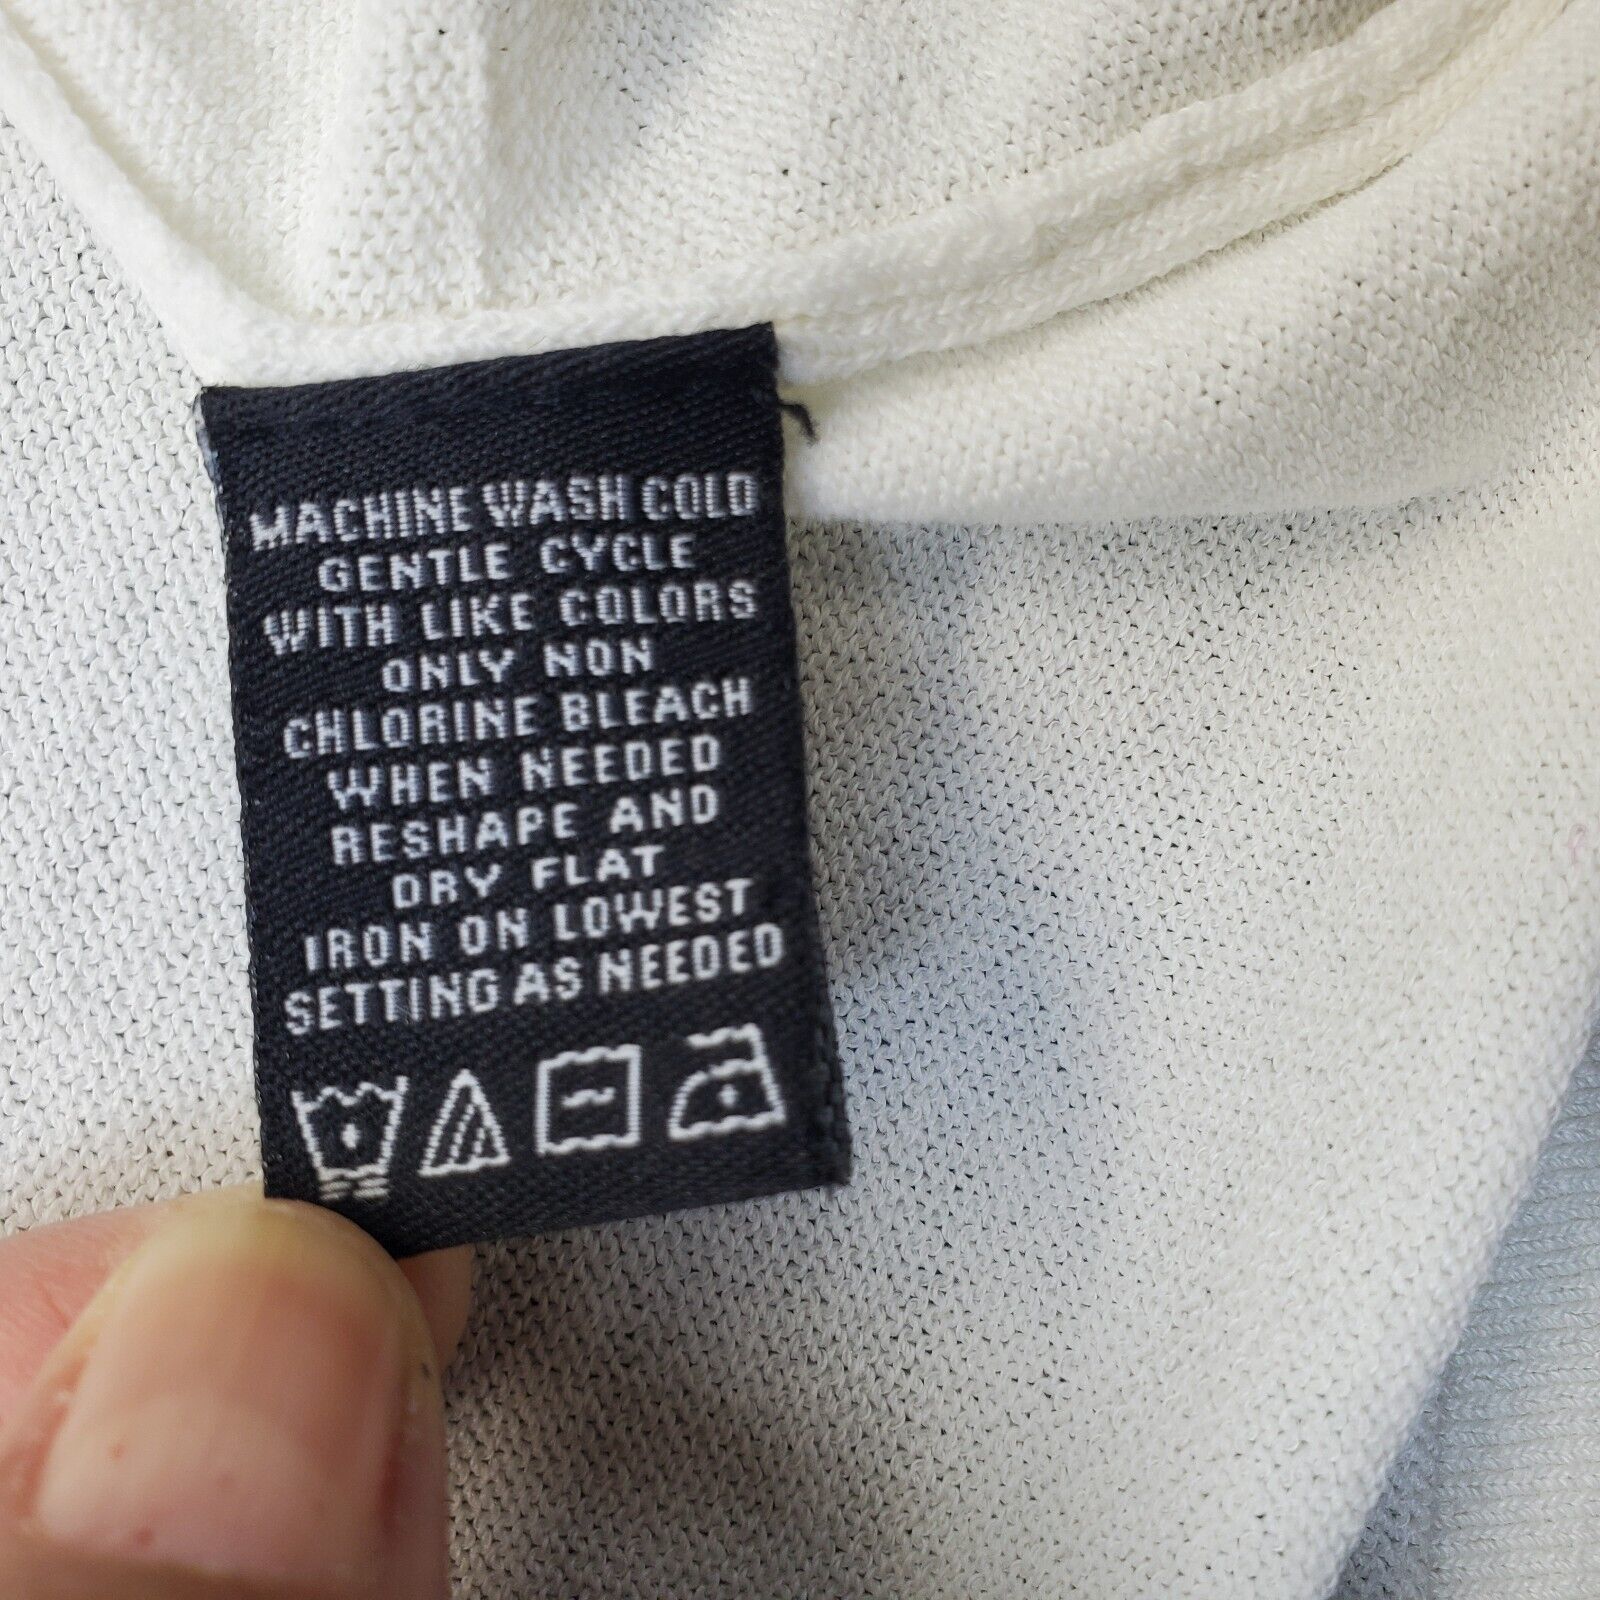 MACHINE WASH COLD
GENTLE CYCLE
WITH LIKE COLORS
ONLY NON
CHLORINE BLEACH
WHEN NEEDED
RESHAPE AND
DRY FLAT
IRON ON LOWEST
SETTING AS NEEDED